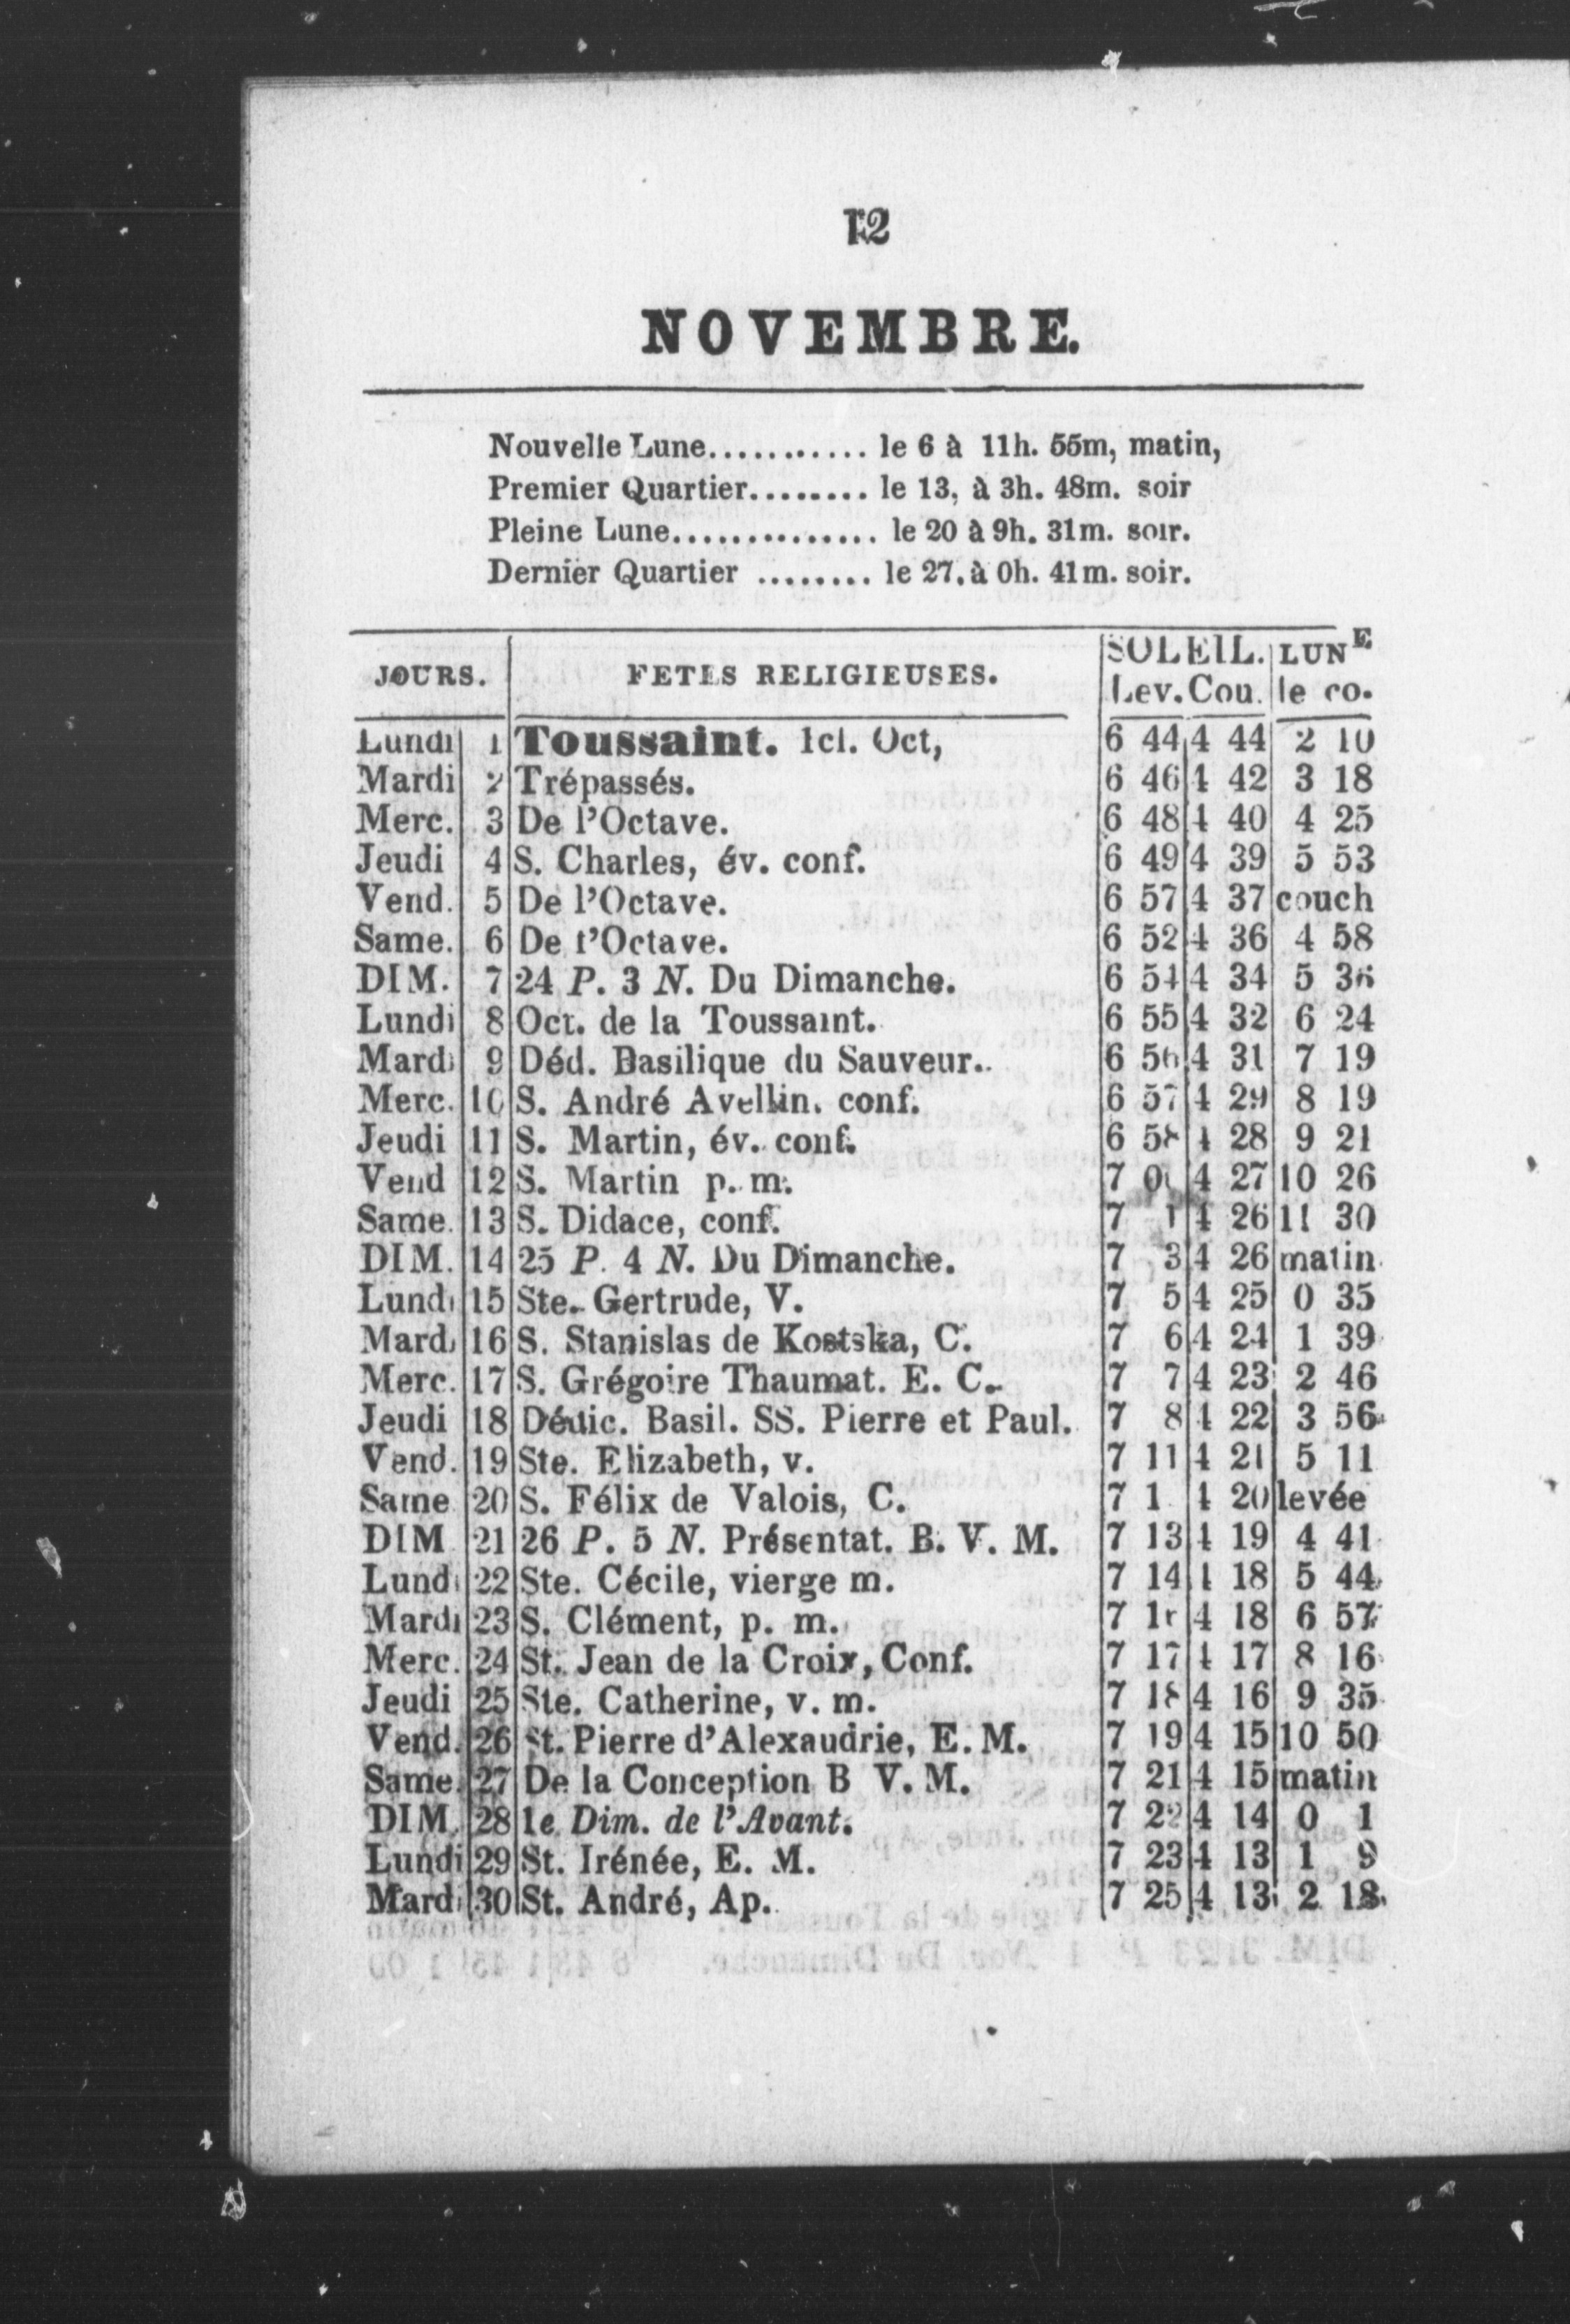 12
NOVEMBRE.
Nouvelle Lune........... le 6 à 11h. 55m, matin,
Premier Quartier........ le 13, à 3h. 48m. soir
Pleine Lune.............. le 20 à 9h. 31m. soir.
Dernier Quartier ........ le 27, à 0h. 41m. soir.
JOURS. FETES RELIGIEUSES. SOLEIL. LUNE
Lev. Cou. le co.
Lundi 1 Toussaint. 1cl. Oct, 6 44 4 44 2 10
Mardi 2 Trépassés. 6 46 4 42 3 18
Merc. 3 De l'Octave. 6 48 4 40 4 25
Jeudi 4 S. Charles, év. conf. 6 49 4 39 5 53
Vend. 5 De l'Octave. 6 57 4 37 couch
Same. 6 De l'Octave. 6 52 4 36 4 58
DIM. 7 24 P. 3 N. Du Dimanche. 6 54 4 34 5 36
Lundi 8 Oct. de la Toussaint. 6 55 4 32 6 24
Mardi 9 Déd. Basilique du Sauveur. 6 56 4 31 7 19
Merc. 10 S. André Avellin. conf. 6 57 4 29 8 19
Jeudi 11 S. Martin, év. conf. 6 58 4 28 9 21
Vend 12 S. Martin p. m. 7 4 27 10 26
Same. 13 S. Didace, conf. 7 1 4 26 11 30
DIM. 14 25 P. 4 N. Du Dimanche. 7 3 4 26 matin
Lundi 15 Ste. Gertrude, V. 7 5 4 25 0 35
Mardi 16 S. Stanislas de Kostska, C. 7 6 4 24 1 39
Merc. 17 S. Grégoire Thaumat. E. C. 7 7 4 23 2 46
Jeudi 18 Dédic. Basil. SS. Pierre et Paul. 7 8 4 22 3 56
Vend. 19 Ste. Elizabeth, v. 7 11 4 21 5 11
Same 20 S. Félix de Valois, C. 7 4 20 levée
DIM 21 26 P. 5 N. Présentat. B. V. M. 7 13 4 19 4 41
Lundi 22 Ste. Cécile, vierge m. 7 14 4 18 5 44
Mardi 23 S. Clément, p. m. 7 4 18 6 57
Merc. 24 St. Jean de la Croix, Conf. 7 17 4 17 8 16
Jeudi 25 Ste. Catherine, v. m. 7 18 4 16 9 35
Vend. 26 St. Pierre d'Alexaudrie, E. M. 7 19 4 15 10 50
Same. 27 De la Conception B V. M. 7 21 4 15 matin
DIM. 28 1e Dim. de l'Avant. 7 22 4 14 0 1
Lundi 29 St. Irénée, E. M. 7 23 4 13 1 9
Mardi 30 St. André, Ap. 7 25 4 13 2 18